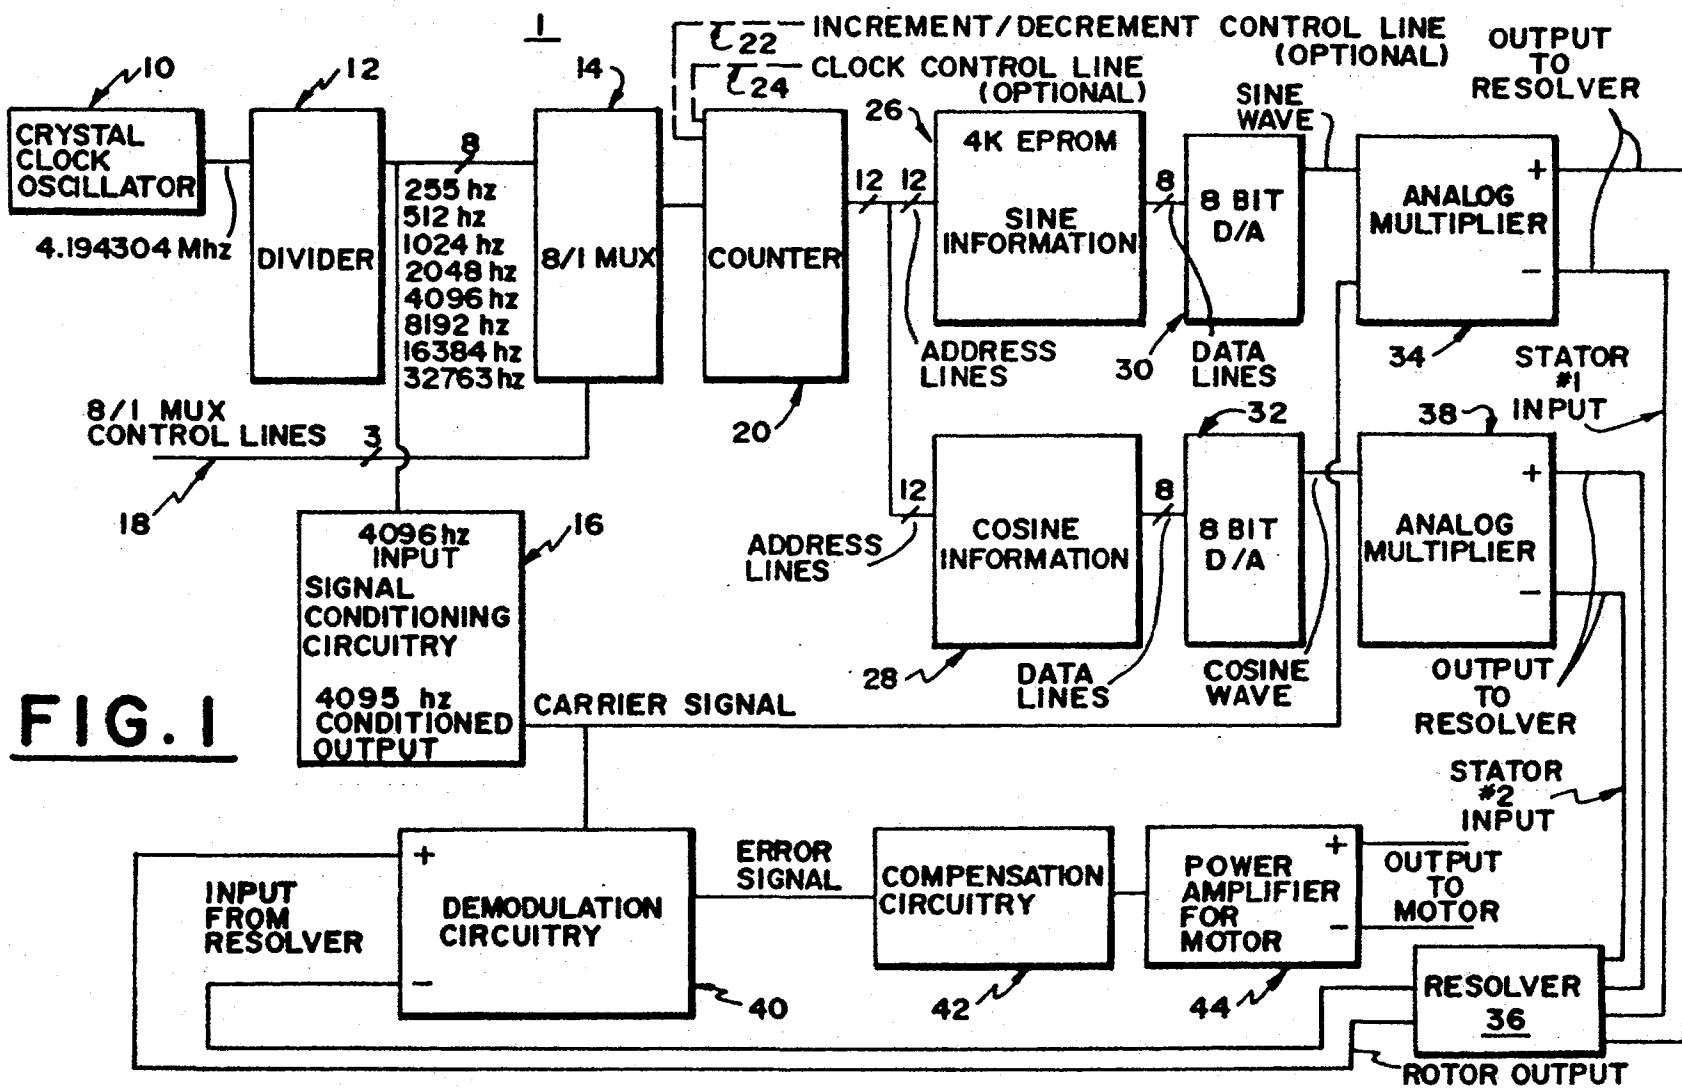 1
22
INCREMENT/DECREMENT CONTROL LINE
(OPTIONAL)
24
CLOCK CONTROL LINE
(OPTIONAL)
OUTPUT
TO
RESOLVER
10
CRYSTAL
CLOCK
OSCILLATOR
4.194304 Mhz
12
DIVIDER
8
255 hz
512 hz
1024 hz
2048 hz
4096 hz
8192 hz
16384 hz
32763 hz
14
8/1 MUX
COUNTER
20
12
12
ADDRESS
LINES
26
4K EPROM
SINE
INFORMATION
8
DATA
LINES
8 BIT
D/A
30
SINE
WAVE
ANALOG
MULTIPLIER
+
−
34
STATOR
#1
INPUT
8/1 MUX
CONTROL LINES
3
18
4096 hz
INPUT
SIGNAL
CONDITIONING
CIRCUITRY
4095 hz
CONDITIONED
OUTPUT
16
CARRIER SIGNAL
12
ADDRESS
LINES
COSINE
INFORMATION
28
8
DATA
LINES
32
8 BIT
D/A
COSINE
WAVE
38
ANALOG
MULTIPLIER
+
−
OUTPUT
TO
RESOLVER
STATOR
#2
INPUT
FIG. 1
INPUT
FROM
RESOLVER
+
DEMODULATION
CIRCUITRY
−
40
ERROR
SIGNAL
COMPENSATION
CIRCUITRY
42
POWER
AMPLIFIER
FOR
MOTOR
+
−
44
OUTPUT
TO
MOTOR
RESOLVER
36
ROTOR OUTPUT